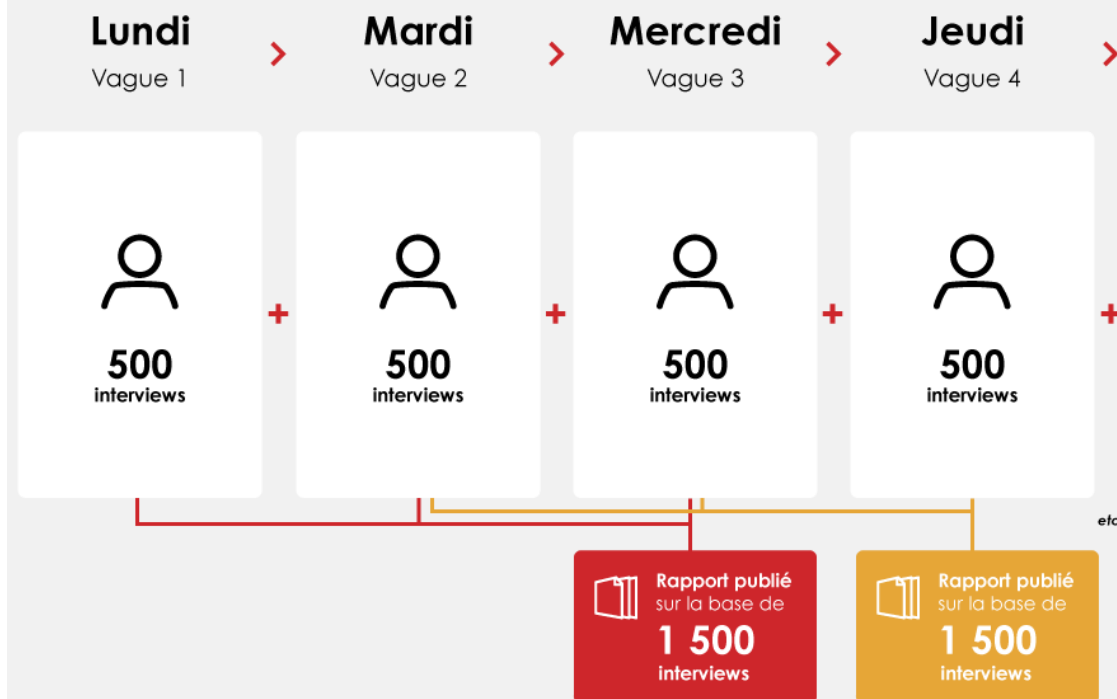 Lundi
Vague 1
>
Mardi
Vague 2
>
Mercredi
Vague 3
>
Jeudi
Vague 4
>
500
interviews
+
500
interviews
+
500
interviews
+
500
interviews
+
etc
Rapport publié
sur la base de
1 500
interviews
Rapport publié
sur la base de
1 500
interviews